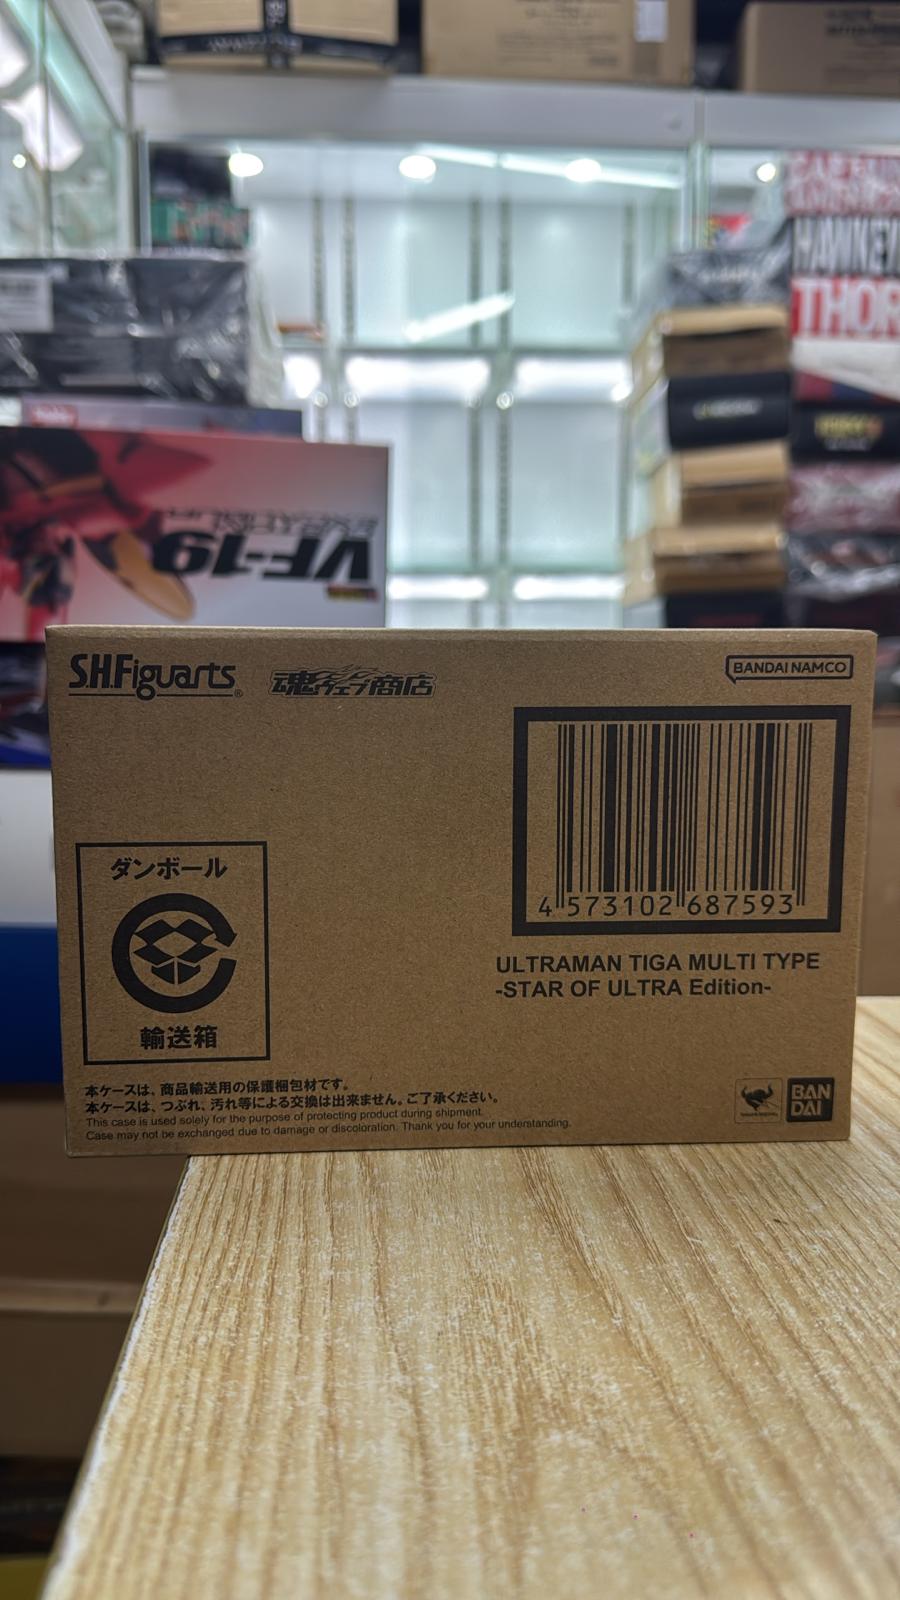 HAWKEY
THOR
VF-19
S.H.Figuarts®
魂ウェブ商店
BANDAI NAMCO
4 573102 687593
ULTRAMAN TIGA MULTI TYPE
-STAR OF ULTRA Edition-
ダンボール
輸送箱
本ケースは、商品輸送用の保護梱包材です。
本ケースは、つぶれ、汚れ等による交換は出来ません。ご了承ください。
This case is used solely for the purpose of protecting product during shipment.
Case may not be exchanged due to damage or discoloration. Thank you for your understanding.
BAN
DAI